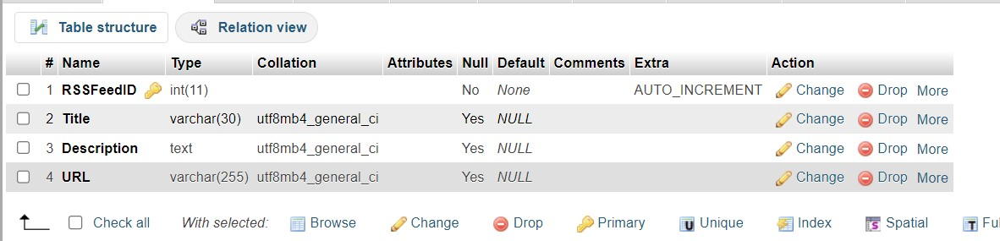 Table structure Relation view
# Name Type Collation Attributes Null Default Comments Extra Action
1 RSSFeedID int(11) No None AUTO_INCREMENT Change Drop More
2 Title varchar(30) utf8mb4_general_ci Yes NULL Change Drop More
3 Description text utf8mb4_general_ci Yes NULL Change Drop More
4 URL varchar(255) utf8mb4_general_ci Yes NULL Change Drop More
Check all With selected: Browse Change Drop Primary Unique Index Spatial Fu